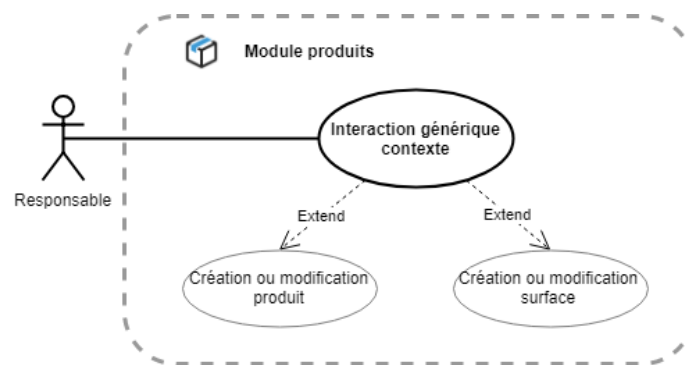 Module produits
Interaction générique
contexte
Responsable
Extend
Extend
Création ou modification
produit
Création ou modification
surface